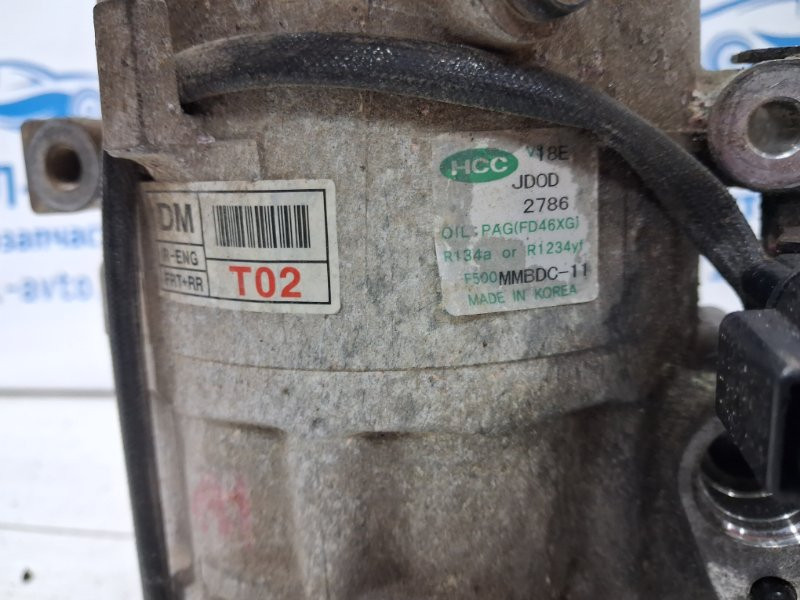 HCC V18E
JDOD
2786
OIL:PAG(FD46XG)
R134a or R1234yf
F500MMBDC-11
MADE IN KOREA
DM
R-ENG
FRT+RR
T02